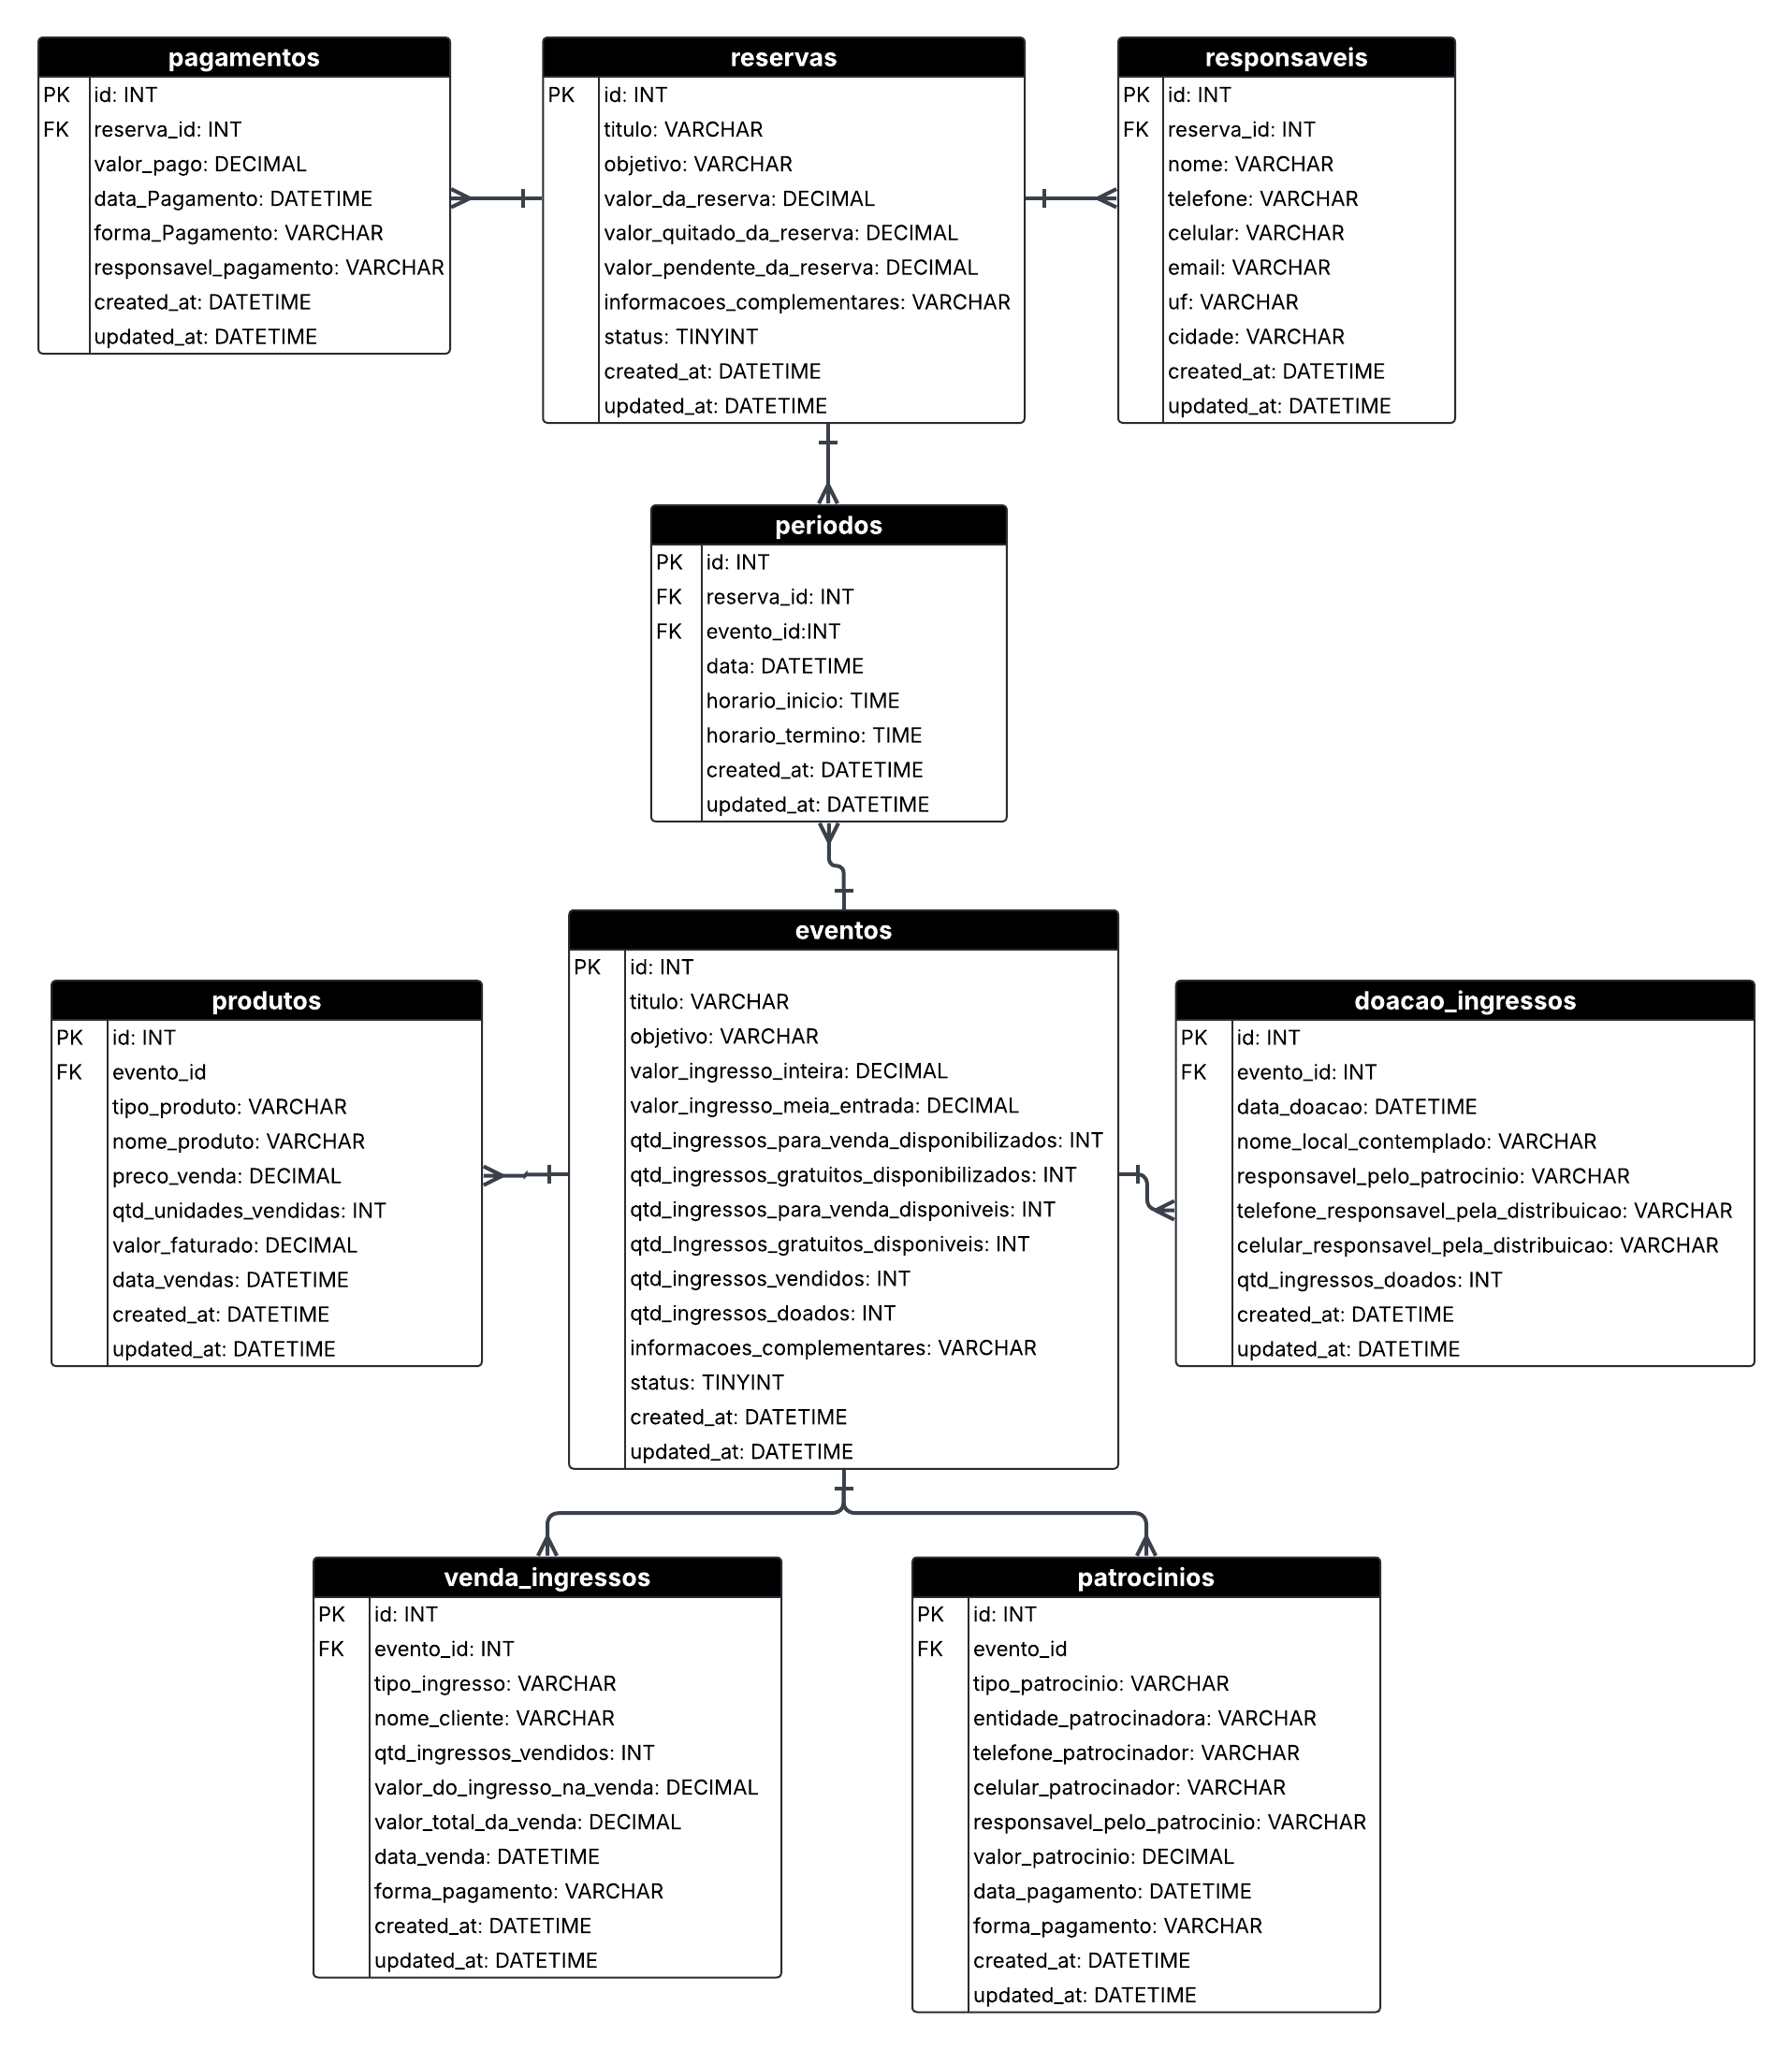 pagamentos
PK id: INT
FK reserva_id: INT
valor_pago: DECIMAL
data_Pagamento: DATETIME
forma_Pagamento: VARCHAR
responsavel_pagamento: VARCHAR
created_at: DATETIME
updated_at: DATETIME
reservas
PK id: INT
titulo: VARCHAR
objetivo: VARCHAR
valor_da_reserva: DECIMAL
valor_quitado_da_reserva: DECIMAL
valor_pendente_da_reserva: DECIMAL
informacoes_complementares: VARCHAR
status: TINYINT
created_at: DATETIME
updated_at: DATETIME
responsaveis
PK id: INT
FK reserva_id: INT
nome: VARCHAR
telefone: VARCHAR
celular: VARCHAR
email: VARCHAR
uf: VARCHAR
cidade: VARCHAR
created_at: DATETIME
updated_at: DATETIME
periodos
PK id: INT
FK reserva_id: INT
FK evento_id:INT
data: DATETIME
horario_inicio: TIME
horario_termino: TIME
created_at: DATETIME
updated_at: DATETIME
eventos
PK id: INT
titulo: VARCHAR
objetivo: VARCHAR
valor_ingresso_inteira: DECIMAL
valor_ingresso_meia_entrada: DECIMAL
qtd_ingressos_para_venda_disponibilizados: INT
qtd_ingressos_gratuitos_disponibilizados: INT
qtd_ingressos_para_venda_disponiveis: INT
qtd_Ingressos_gratuitos_disponiveis: INT
qtd_ingressos_vendidos: INT
qtd_ingressos_doados: INT
informacoes_complementares: VARCHAR
status: TINYINT
created_at: DATETIME
updated_at: DATETIME
produtos
PK id: INT
FK evento_id
tipo_produto: VARCHAR
nome_produto: VARCHAR
preco_venda: DECIMAL
qtd_unidades_vendidas: INT
valor_faturado: DECIMAL
data_vendas: DATETIME
created_at: DATETIME
updated_at: DATETIME
doacao_ingressos
PK id: INT
FK evento_id: INT
data_doacao: DATETIME
nome_local_contemplado: VARCHAR
responsavel_pelo_patrocinio: VARCHAR
telefone_responsavel_pela_distribuicao: VARCHAR
celular_responsavel_pela_distribuicao: VARCHAR
qtd_ingressos_doados: INT
created_at: DATETIME
updated_at: DATETIME
venda_ingressos
PK id: INT
FK evento_id: INT
tipo_ingresso: VARCHAR
nome_cliente: VARCHAR
qtd_ingressos_vendidos: INT
valor_do_ingresso_na_venda: DECIMAL
valor_total_da_venda: DECIMAL
data_venda: DATETIME
forma_pagamento: VARCHAR
created_at: DATETIME
updated_at: DATETIME
patrocinios
PK id: INT
FK evento_id
tipo_patrocinio: VARCHAR
entidade_patrocinadora: VARCHAR
telefone_patrocinador: VARCHAR
celular_patrocinador: VARCHAR
responsavel_pelo_patrocinio: VARCHAR
valor_patrocinio: DECIMAL
data_pagamento: DATETIME
forma_pagamento: VARCHAR
created_at: DATETIME
updated_at: DATETIME